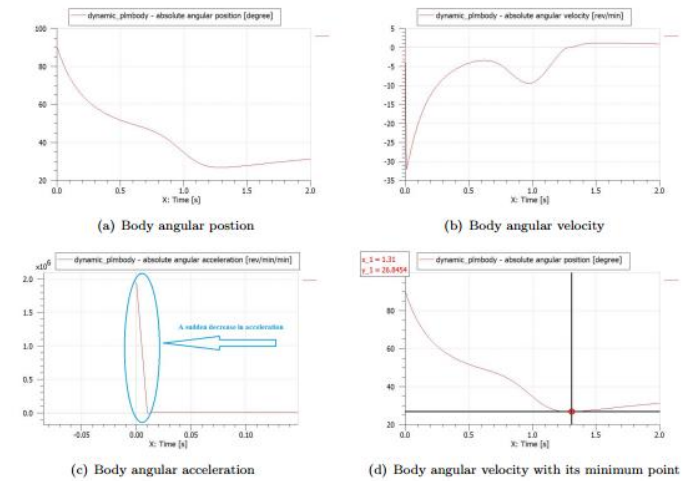 dynamic_plmbody - absolute angular position [degree]
100
80
60
40
20
0.0 0.5 1.0 1.5 2.0
X: Time [s]
(a) Body angular postion
dynamic_plmbody - absolute angular velocity [rev/min]
5
0
-5
-10
-15
-20
-25
-30
-35
0.0 0.5 1.0 1.5 2.0
X: Time [s]
(b) Body angular velocity
dynamic_plmbody - absolute angular acceleration [rev/min/min]
x10⁶
2.0
1.5
1.0
0.5
0.0
A sudden decrease in acceleration
-0.05 0.00 0.05 0.10
X: Time [s]
(c) Body angular acceleration
x_1 = 1.31
y_1 = 26.8454
dynamic_plmbody - absolute angular position [degree]
80
60
40
20
0.0 0.5 1.0 1.5 2.0
X: Time [s]
(d) Body angular velocity with its minimum point